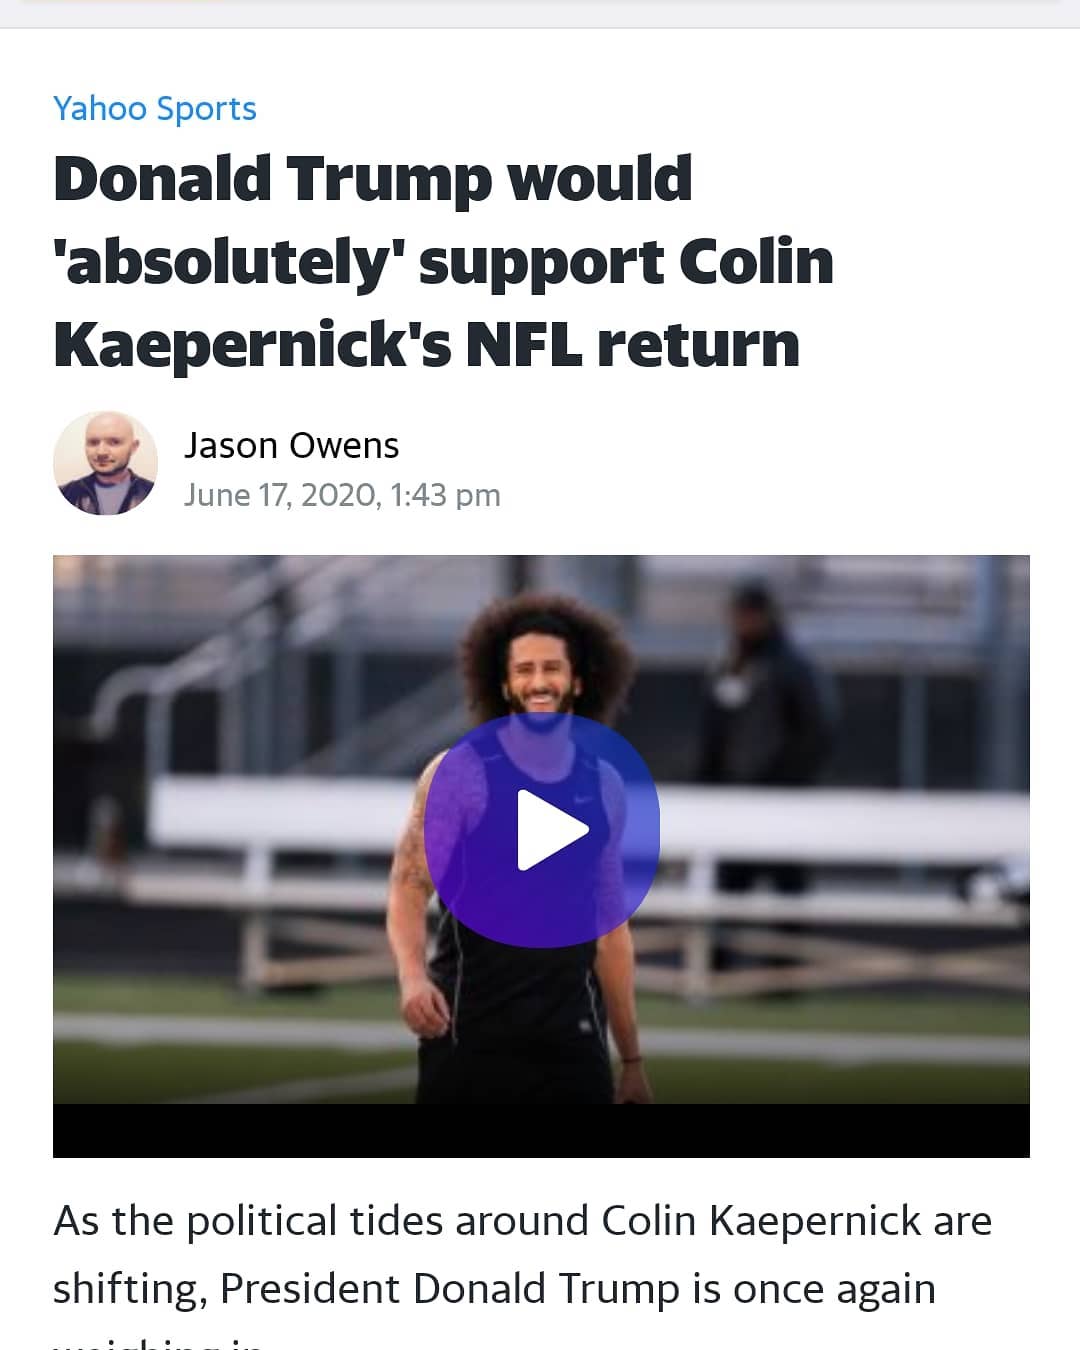 Yahoo Sports
Donald Trump would
'absolutely' support Colin
Kaepernick's NFL return
Jason Owens
June 17, 2020, 1:43 pm
As the political tides around Colin Kaepernick are
shifting, President Donald Trump is once again